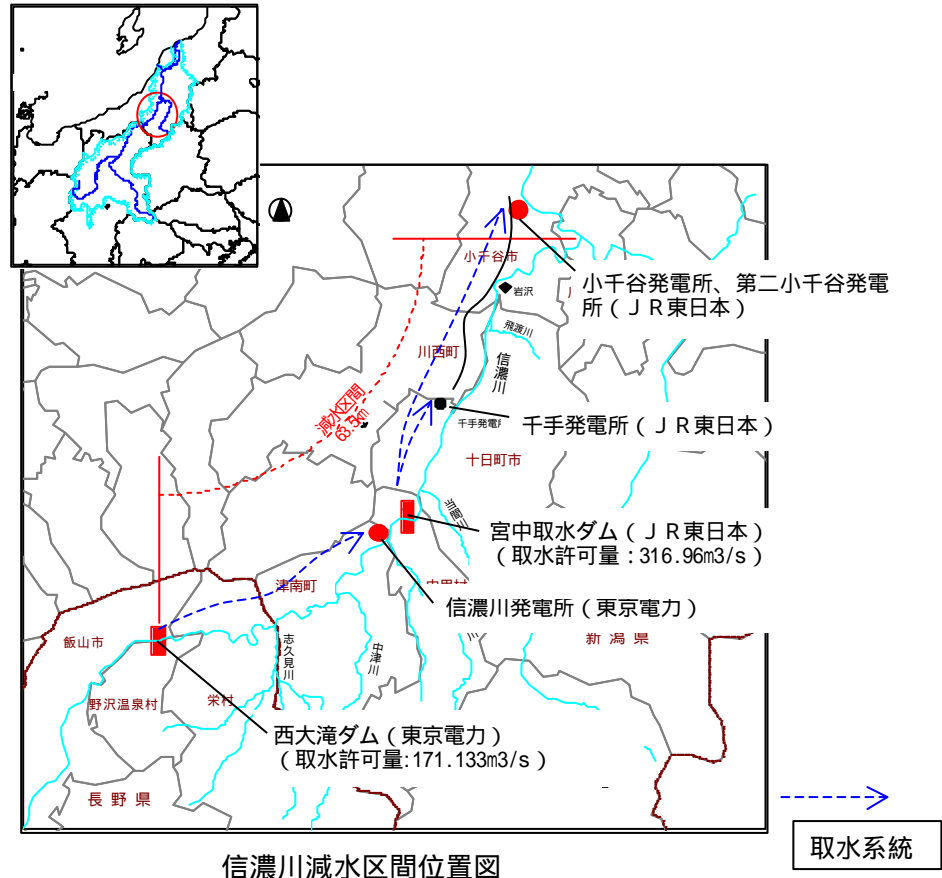 小千谷市
小千谷発電所、第二小千谷発電
所（ＪＲ東日本）
岩沢
飛渡川
川西町
信濃川
減水区間
63.5km
千手発電所（ＪＲ東日本）
千手発電所
十日町市
宮中取水ダム（ＪＲ東日本）
（取水許可量：316.96m3/s）
津南町
信濃川発電所（東京電力）
飯山市
新潟県
志久見川
中津川
野沢温泉村
栄村
西大滝ダム（東京電力）
（取水許可量:171.133m3/s）
長野県
取水系統
信濃川減水区間位置図